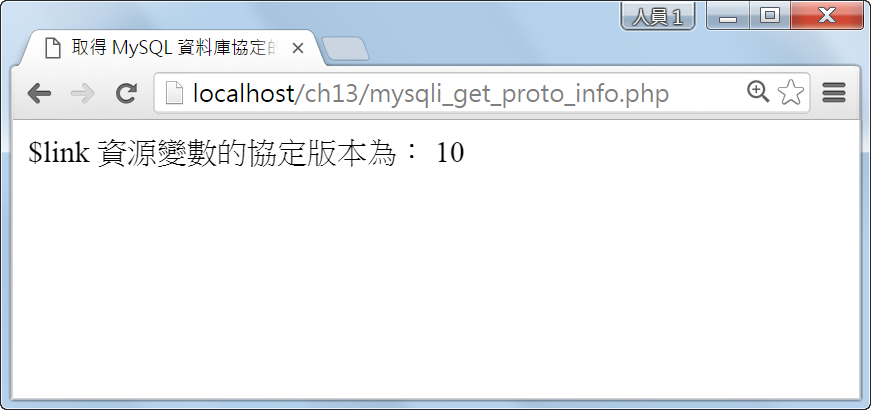 人員 1
取得 MySQL 資料庫協定的
localhost/ch13/mysqli_get_proto_info.php
$link 資源變數的協定版本為： 10